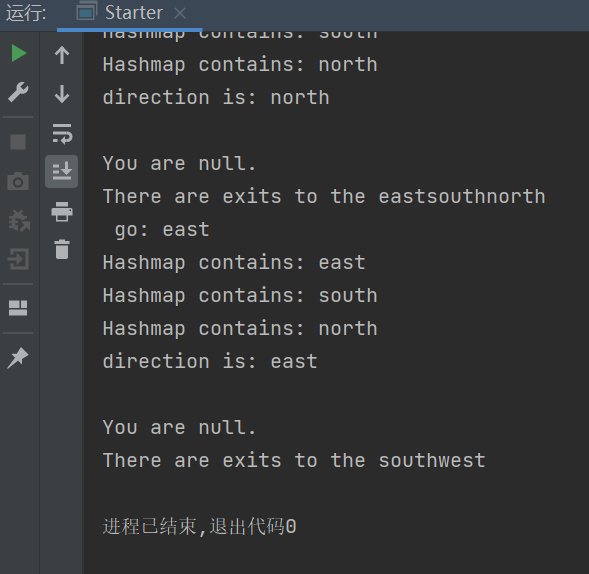 运行: Starter
Hashmap contains: south
Hashmap contains: north
direction is: north
You are null.
There are exits to the eastsouthnorth
go: east
Hashmap contains: east
Hashmap contains: south
Hashmap contains: north
direction is: east
You are null.
There are exits to the southwest
进程已结束,退出代码0